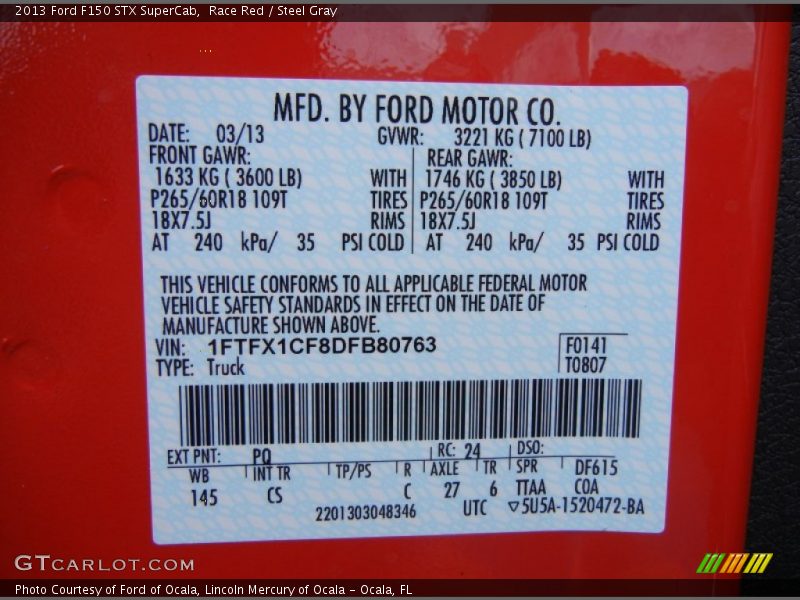 2013 Ford F150 STX SuperCab,  Race Red / Steel Gray
MFD. BY FORD MOTOR CO.
DATE: 03/13 GVWR: 3221 KG ( 7100 LB)
FRONT GAWR: REAR GAWR:
1633 KG ( 3600 LB) WITH 1746 KG ( 3850 LB) WITH
P265/60R18 109T TIRES P265/60R18 109T TIRES
18X7.5J RIMS 18X7.5J RIMS
AT 240 kPa/ 35 PSI COLD AT 240 kPa/ 35 PSI COLD
THIS VEHICLE CONFORMS TO ALL APPLICABLE FEDERAL MOTOR
VEHICLE SAFETY STANDARDS IN EFFECT ON THE DATE OF
MANUFACTURE SHOWN ABOVE.
VIN: 1FTFX1CF8DFB80763 F0141
TYPE: Truck T0807
EXT PNT: PQ RC: 24 DSO:
WB INT TR TP/PS R AXLE TR SPR DF615
145 CS C 27 6 TTAA COA
2201303048346 UTC ▽5U5A-1520472-BA
GTCARLOT.COM
Photo Courtesy of Ford of Ocala, Lincoln Mercury of Ocala - Ocala, FL